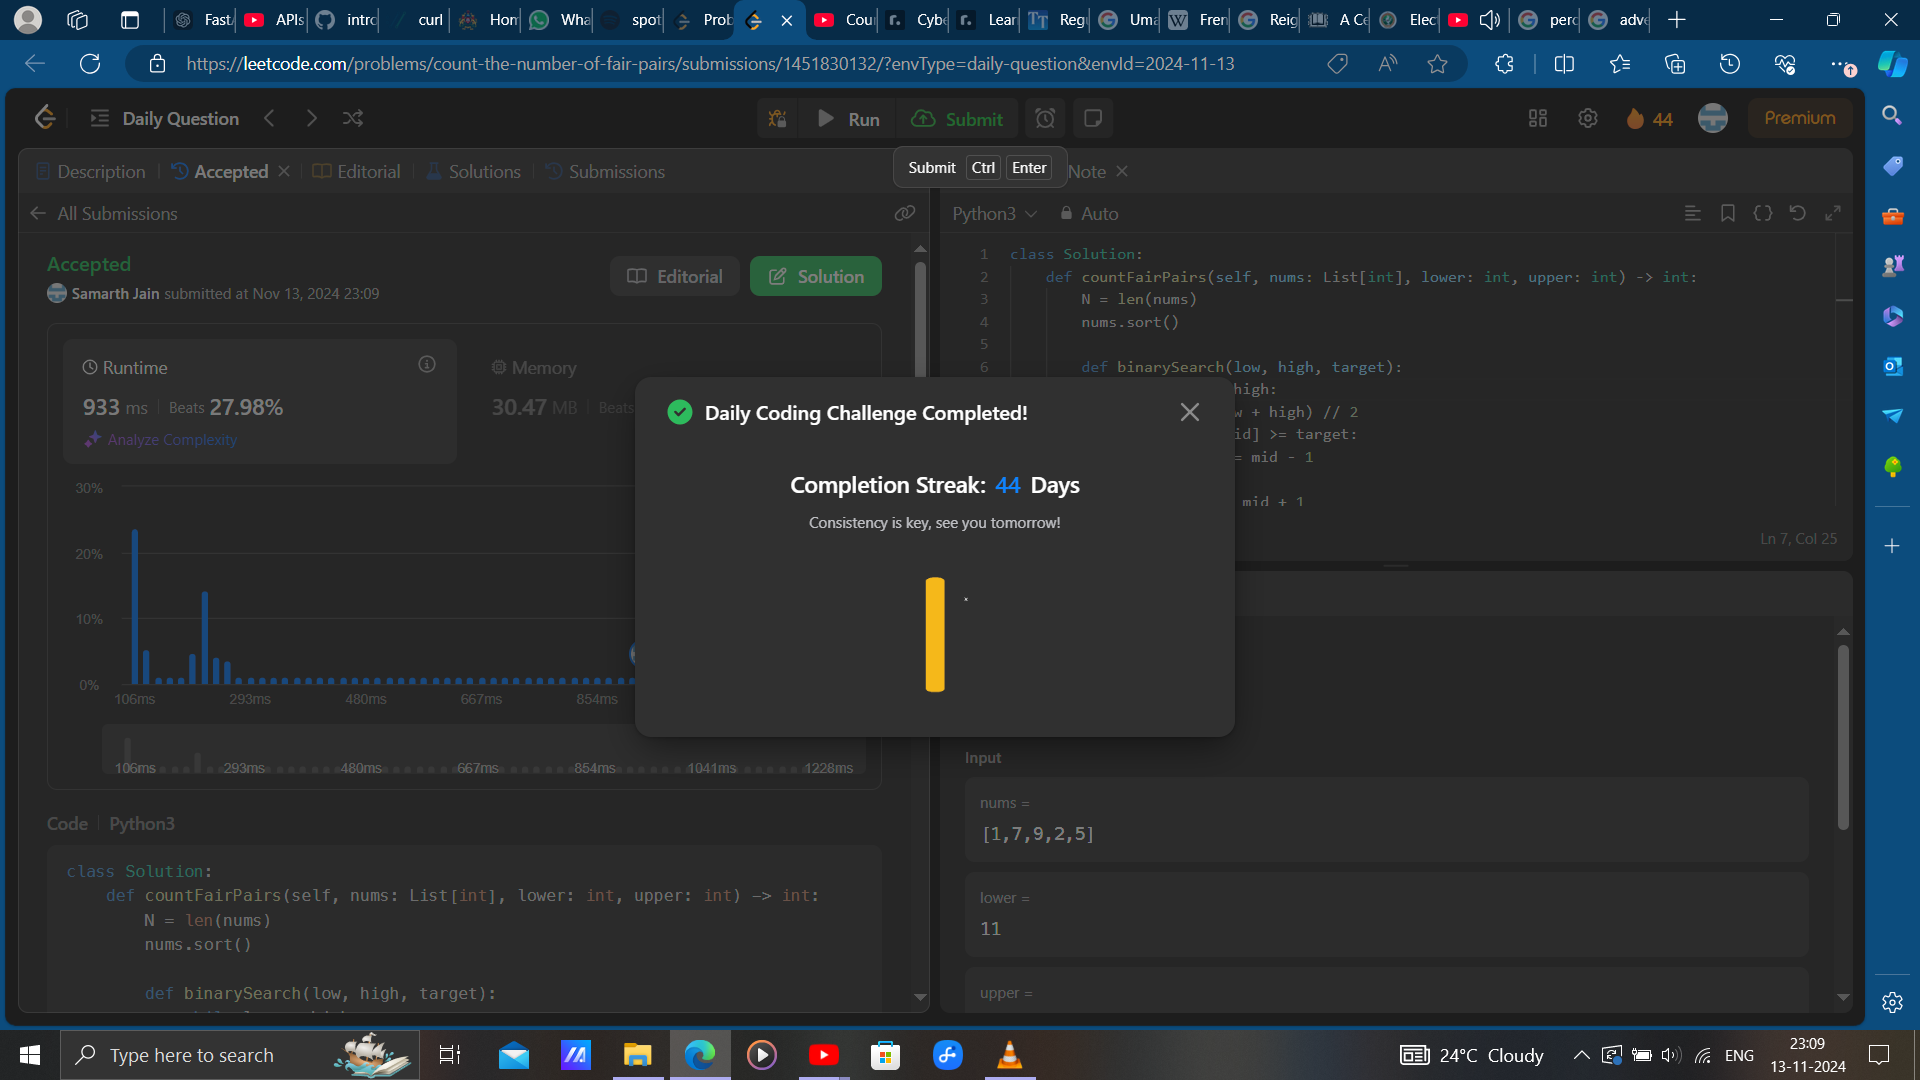 Fast
APIs
intro
curl
Hom
Wha
spot
Prob
Cou
Cybe
Lear
Regu
Uma
Fren
Reig
A Ce
Elec
perc
adve
https://leetcode.com/problems/count-the-number-of-fair-pairs/submissions/1451830132/?envType=daily-question&envId=2024-11-13
Daily Question
Run
Submit
44
Premium
Description
Accepted
Editorial
Solutions
Submissions
Submit Ctrl Enter
Note
All Submissions
Python3
Auto
Accepted
Samarth Jain submitted at Nov 13, 2024 23:09
Editorial
Solution
Runtime
933 ms | Beats 27.98%
Analyze Complexity
Memory
30.47 MB | Beats
30%
20%
10%
0%
106ms 293ms 480ms 667ms 854ms
106ms 293ms 480ms 667ms 854ms 1041ms 1228ms
Code | Python3
class Solution:
def countFairPairs(self, nums: List[int], lower: int, upper: int) -> int:
N = len(nums)
nums.sort()
def binarySearch(low, high, target):
1 class Solution:
2 def countFairPairs(self, nums: List[int], lower: int, upper: int) -> int:
3 N = len(nums)
4 nums.sort()
5
6 def binarySearch(low, high, target):
high:
w + high) // 2
id] >= target:
= mid - 1
mid + 1
Ln 7, Col 25
Daily Coding Challenge Completed!
Completion Streak: 44 Days
Consistency is key, see you tomorrow!
Input
nums =
[1,7,9,2,5]
lower =
11
upper =
Type here to search
24°C Cloudy
ENG
23:09
13-11-2024